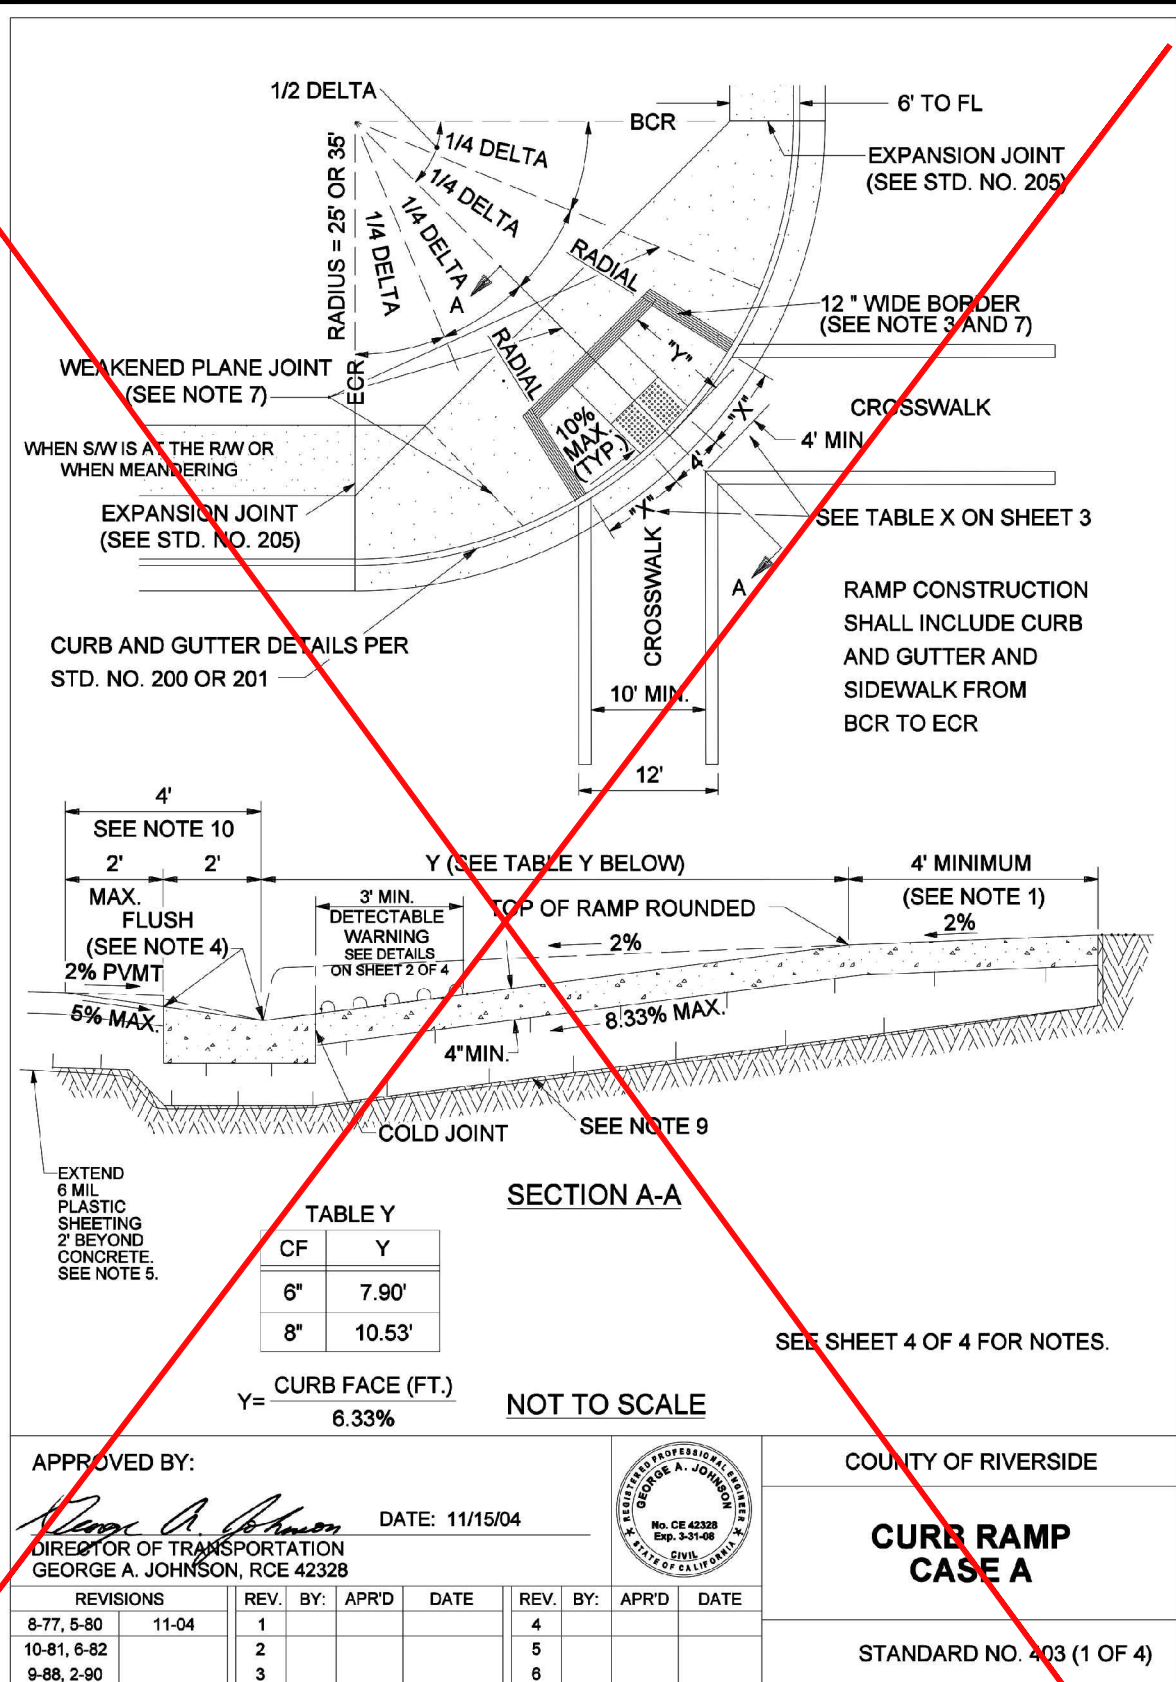 1/2 DELTA
BCR
6' TO FL
1/4 DELTA
1/4 DELTA
1/4 DELTA
1/4 DELTA
RADIUS = 25' OR 35'
ECR
EXPANSION JOINT
(SEE STD. NO. 205)
RADIAL
RADIAL
A
12 " WIDE BORDER
(SEE NOTE 3 AND 7)
WEAKENED PLANE JOINT
(SEE NOTE 7)
"Y"
"X"
CROSSWALK
4' MIN.
10%
MAX.
(TYP.)
4'
"X"
WHEN S/W IS AT THE R/W OR
WHEN MEANDERING
EXPANSION JOINT
(SEE STD. NO. 205)
SEE TABLE X ON SHEET 3
CROSSWALK
A
RAMP CONSTRUCTION
SHALL INCLUDE CURB
AND GUTTER AND
SIDEWALK FROM
BCR TO ECR
CURB AND GUTTER DETAILS PER
STD. NO. 200 OR 201
10' MIN.
12'
4'
SEE NOTE 10
2'
MAX.
2'
Y (SEE TABLE Y BELOW)
4' MINIMUM
(SEE NOTE 1)
FLUSH
(SEE NOTE 4)
3' MIN.
DETECTABLE
WARNING
SEE DETAILS
ON SHEET 2 OF 4
TOP OF RAMP ROUNDED
2%
2%
2% PVMT
5% MAX.
8.33% MAX.
4"MIN.
COLD JOINT
SEE NOTE 9
EXTEND
6 MIL
PLASTIC
SHEETING
2' BEYOND
CONCRETE.
SEE NOTE 5.
SECTION A-A
TABLE Y
CF Y
6" 7.90'
8" 10.53'
SEE SHEET 4 OF 4 FOR NOTES.
Y= CURB FACE (FT.)
6.33%
NOT TO SCALE
APPROVED BY:
George A. Johnson
DATE: 11/15/04
DIRECTOR OF TRANSPORTATION
GEORGE A. JOHNSON, RCE 42328
REGISTERED PROFESSIONAL ENGINEER
GEORGE A. JOHNSON
No. CE 42328
Exp. 3-31-08
CIVIL
STATE OF CALIFORNIA
COUNTY OF RIVERSIDE
CURB RAMP
CASE A
STANDARD NO. 403 (1 OF 4)
REVISIONS REV. BY: APR'D DATE REV. BY: APR'D DATE
8-77, 5-80 11-04 1 4
10-81, 6-82 2 5
9-88, 2-90 3 6